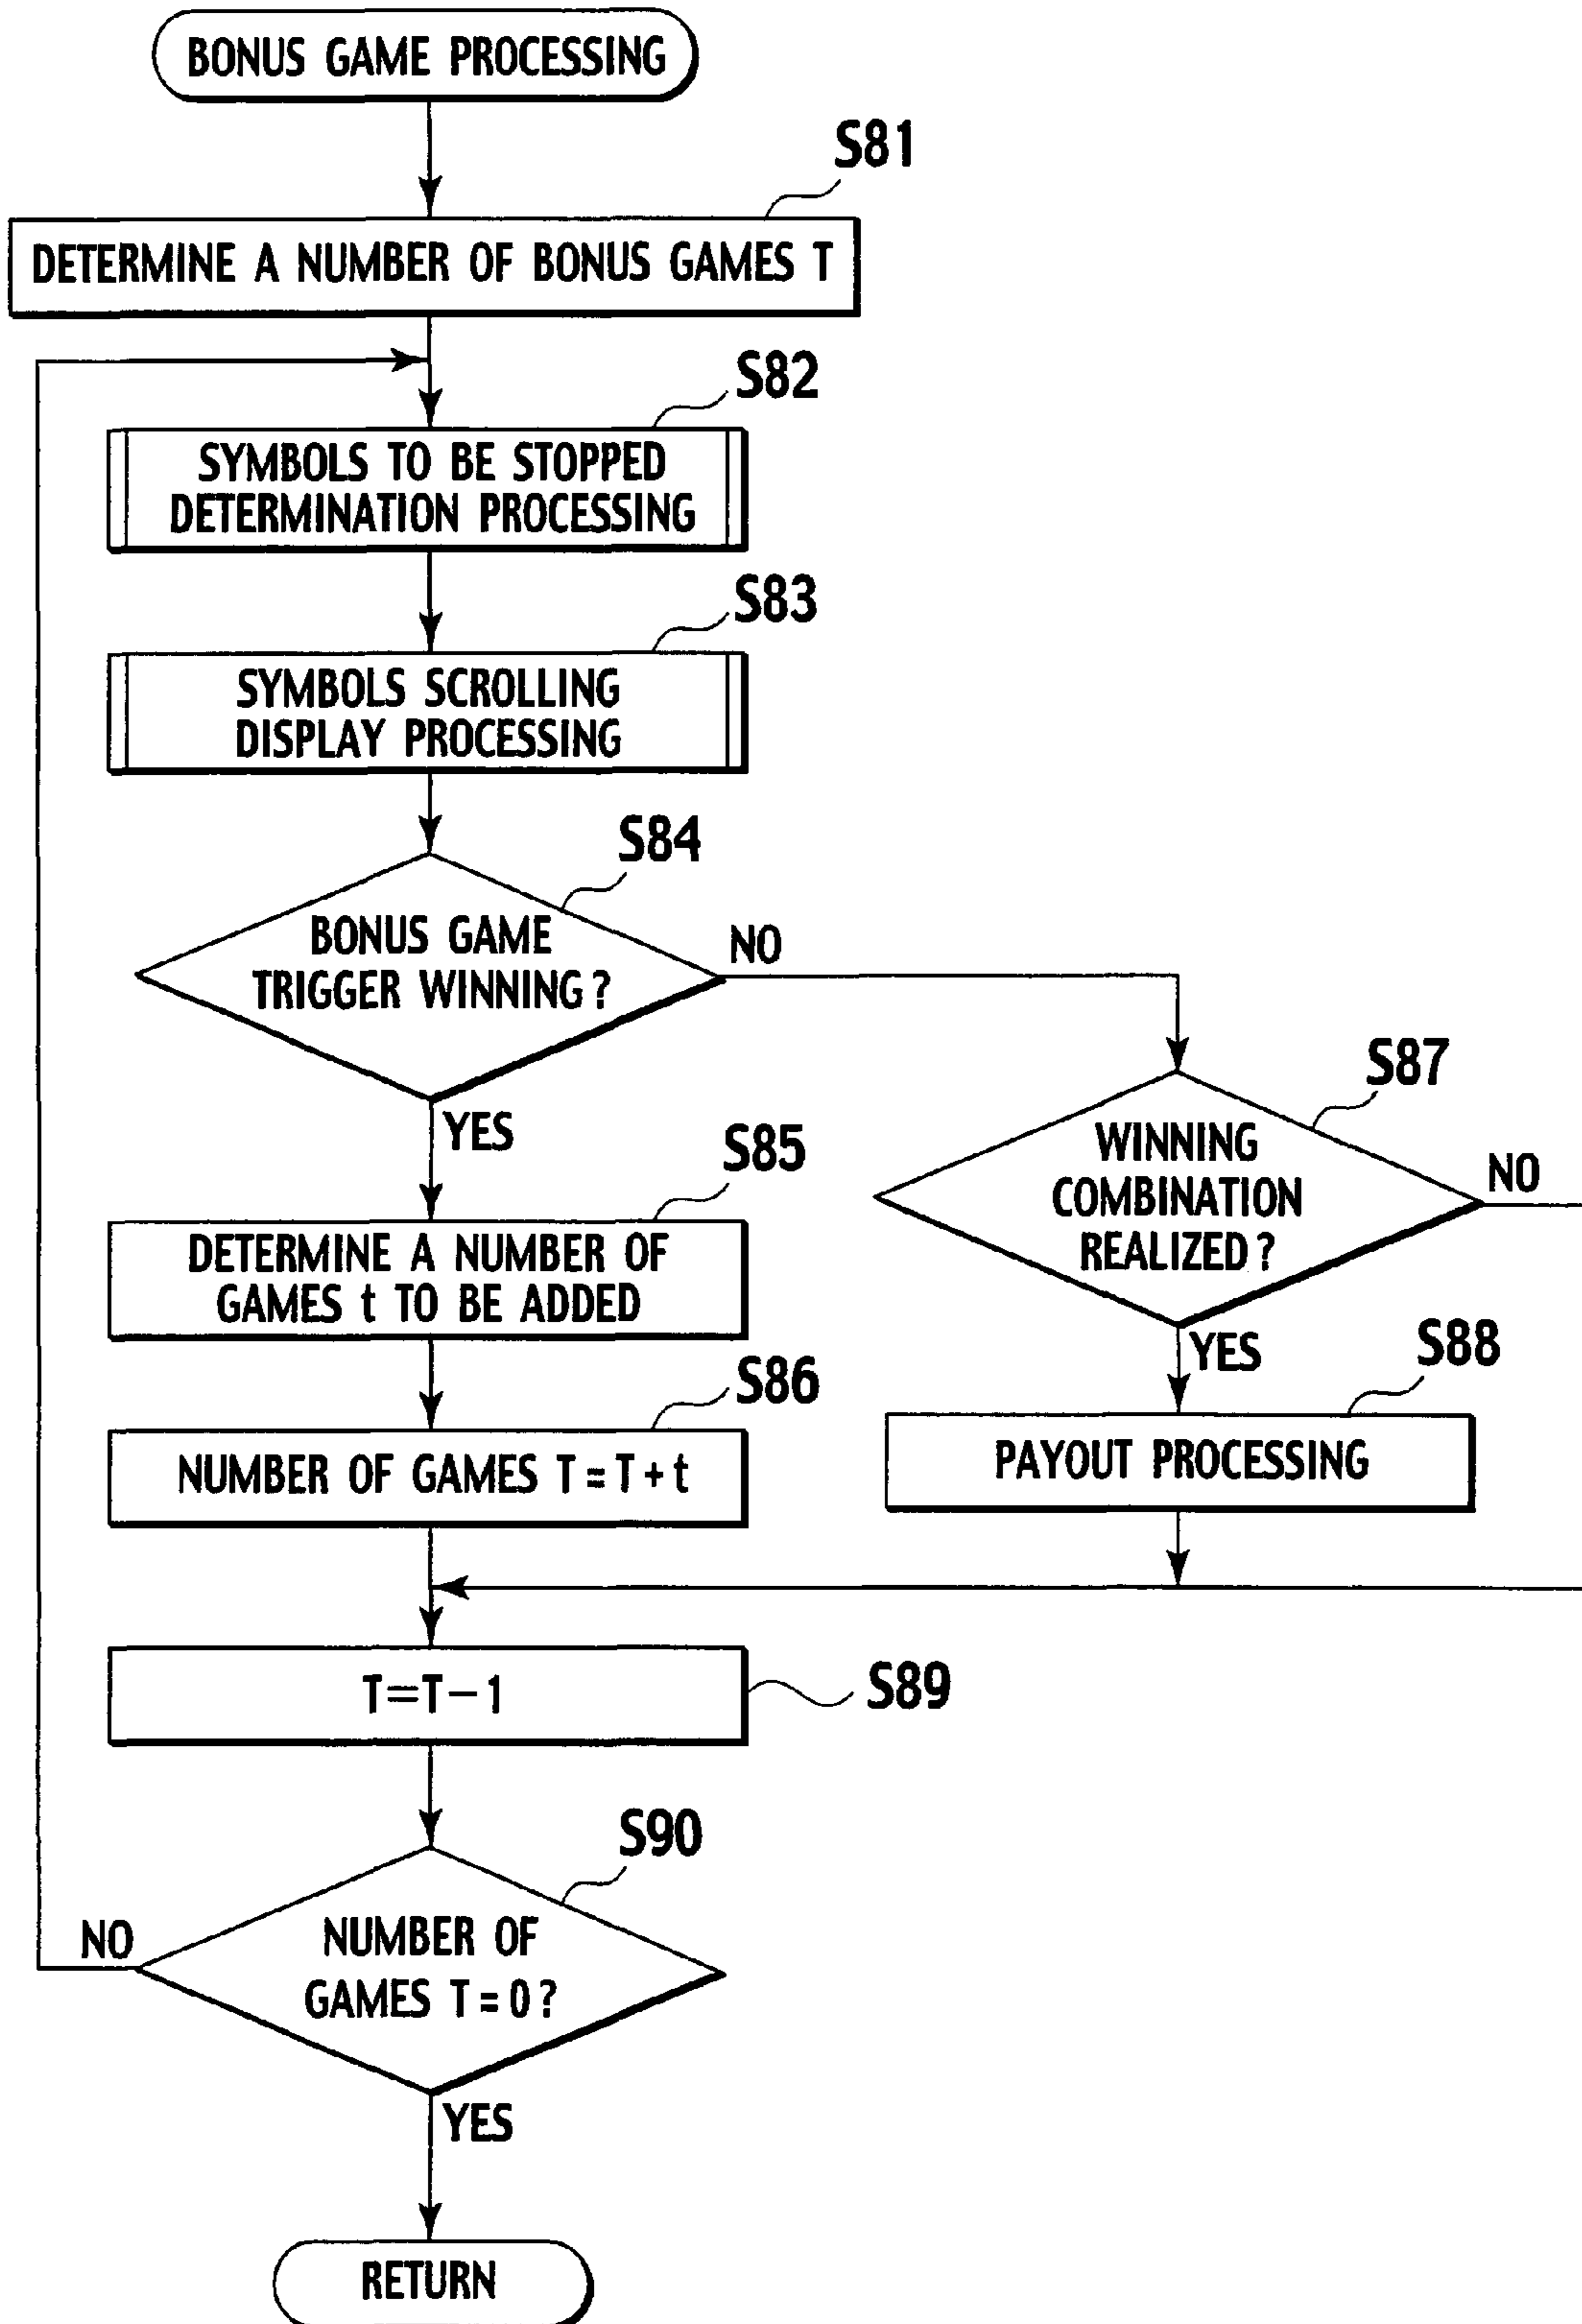 BONUS GAME PROCESSING
S81
DETERMINE A NUMBER OF BONUS GAMES T
S82
SYMBOLS TO BE STOPPED
DETERMINATION PROCESSING
S83
SYMBOLS SCROLLING
DISPLAY PROCESSING
S84
BONUS GAME
TRIGGER WINNING?
NO
YES
S87
WINNING
COMBINATION
REALIZED?
NO
YES
S85
DETERMINE A NUMBER OF
GAMES t TO BE ADDED
S86
NUMBER OF GAMES T=T+t
S88
PAYOUT PROCESSING
T=T-1
S89
S90
NUMBER OF
GAMES T=0?
NO
YES
RETURN